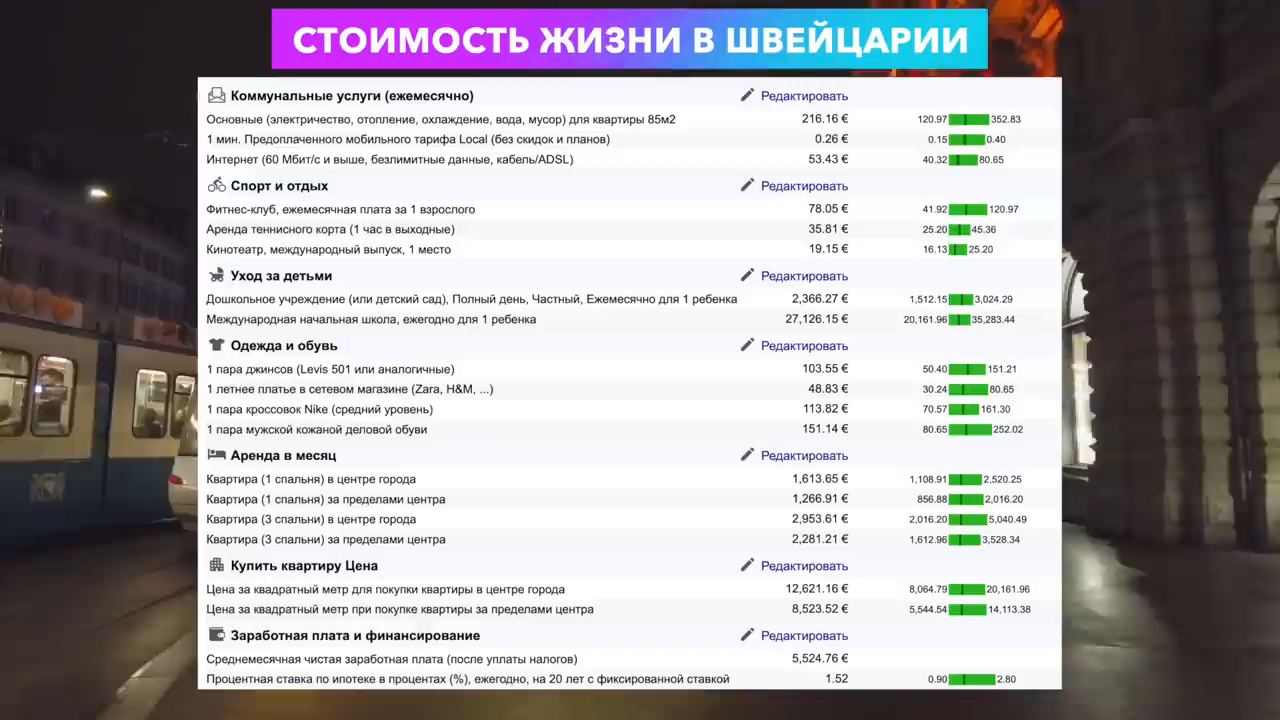 СТОИМОСТЬ ЖИЗНИ В ШВЕЙЦАРИИ
Коммунальные услуги (ежемесячно) Редактировать
Основные (электричество, отопление, охлаждение, вода, мусор) для квартиры 85м2 216.16 € 120.97 352.83
1 мин. Предоплаченного мобильного тарифа Local (без скидок и планов) 0.26 € 0.15 0.40
Интернет (60 Мбит/с и выше, безлимитные данные, кабель/ADSL) 53.43 € 40.32 80.65
Спорт и отдых Редактировать
Фитнес-клуб, ежемесячная плата за 1 взрослого 78.05 € 41.92 120.97
Аренда теннисного корта (1 час в выходные) 35.81 € 25.20 45.36
Кинотеатр, международный выпуск, 1 место 19.15 € 16.13 25.20
Уход за детьми Редактировать
Дошкольное учреждение (или детский сад), Полный день, Частный, Ежемесячно для 1 ребенка 2,366.27 € 1,512.15 3,024.29
Международная начальная школа, ежегодно для 1 ребенка 27,126.15 € 20,161.96 35,283.44
Одежда и обувь Редактировать
1 пара джинсов (Levis 501 или аналогичные) 103.55 € 50.40 151.21
1 летнее платье в сетевом магазине (Zara, H&M, ...) 48.83 € 30.24 80.65
1 пара кроссовок Nike (средний уровень) 113.82 € 70.57 161.30
1 пара мужской кожаной деловой обуви 151.14 € 80.65 252.02
Аренда в месяц Редактировать
Квартира (1 спальня) в центре города 1,613.65 € 1,108.91 2,520.25
Квартира (1 спальня) за пределами центра 1,266.91 € 856.88 2,016.20
Квартира (3 спальни) в центре города 2,953.61 € 2,016.20 5,040.49
Квартира (3 спальни) за пределами центра 2,281.21 € 1,612.96 3,528.34
Купить квартиру Цена Редактировать
Цена за квадратный метр для покупки квартиры в центре города 12,621.16 € 8,064.79 20,161.96
Цена за квадратный метр при покупке квартиры за пределами центра 8,523.52 € 5,544.54 14,113.38
Заработная плата и финансирование Редактировать
Среднемесячная чистая заработная плата (после уплаты налогов) 5,524.76 €
Процентная ставка по ипотеке в процентах (%), ежегодно, на 20 лет с фиксированной ставкой 1.52 0.90 2.80